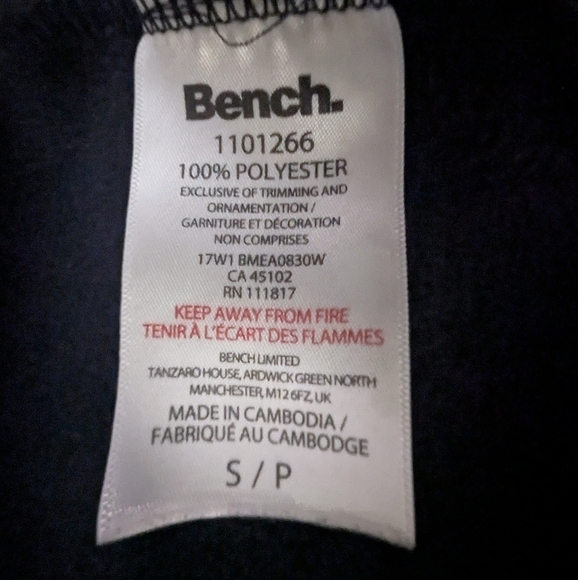 Bench.
1101266
100% POLYESTER
EXCLUSIVE OF TRIMMING AND
ORNAMENTATION /
GARNITURE ET DÉCORATION
NON COMPRISES
17W1 BMEA0830W
CA 45102
RN 111817
KEEP AWAY FROM FIRE
TENIR À L'ÉCART DES FLAMMES
BENCH LIMITED
TANZARO HOUSE, ARDWICK GREEN NORTH
MANCHESTER, M12 6FZ, UK
MADE IN CAMBODIA /
FABRIQUÉ AU CAMBODGE
S / P